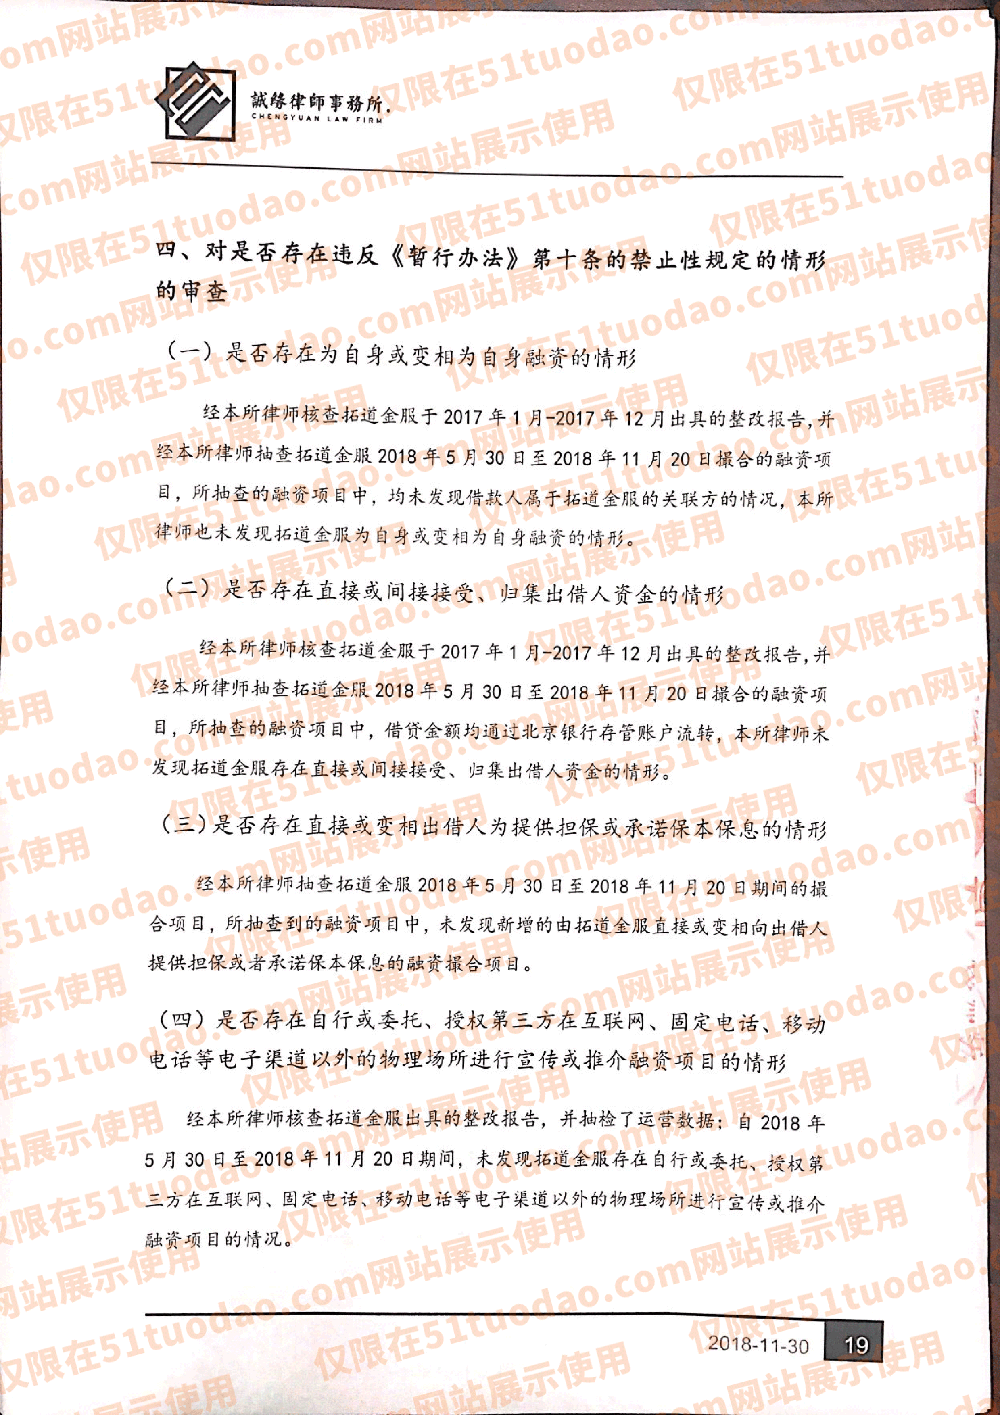 誠缘律师事務所.
CHENGYUAN LAW FIRM
四、对是否存在违反《暂行办法》第十条的禁止性规定的情形
的审查
（一）是否存在为自身或变相为自身融资的情形
经本所律师核查拓道金服于 2017 年 1 月-2017 年 12 月出具的整改报告,并
经本所律师抽查拓道金服 2018 年 5 月 30 日至 2018 年 11 月 20 日撮合的融资项
目，所抽查的融资项目中，均未发现借款人属于拓道金服的关联方的情况，本所
律师也未发现拓道金服为自身或变相为自身融资的情形。
（二）是否存在直接或间接接受、归集出借人资金的情形
经本所律师核查拓道金服于 2017 年 1 月-2017 年 12 月出具的整改报告,并
经本所律师抽查拓道金服 2018 年 5 月 30 日至 2018 年 11 月 20 日撮合的融资项
目，所抽查的融资项目中，借贷金额均通过北京银行存管账户流转，本所律师未
发现拓道金服存在直接或间接接受、归集出借人资金的情形。
（三）是否存在直接或变相出借人为提供担保或承诺保本保息的情形
经本所律师抽查拓道金服 2018 年 5 月 30 日至 2018 年 11 月 20 日期间的撮
合项目，所抽查到的融资项目中，未发现新增的由拓道金服直接或变相向出借人
提供担保或者承诺保本保息的融资撮合项目。
（四）是否存在自行或委托、授权第三方在互联网、固定电话、移动
电话等电子渠道以外的物理场所进行宣传或推介融资项目的情形
经本所律师核查拓道金服出具的整改报告，并抽检了运营数据；自 2018 年
5 月 30 日至 2018 年 11 月 20 日期间，未发现拓道金服存在自行或委托、授权第
三方在互联网、固定电话、移动电话等电子渠道以外的物理场所进行宣传或推介
融资项目的情况。
2018-11-30
19
仅限在51tuodao.com网站展示使用